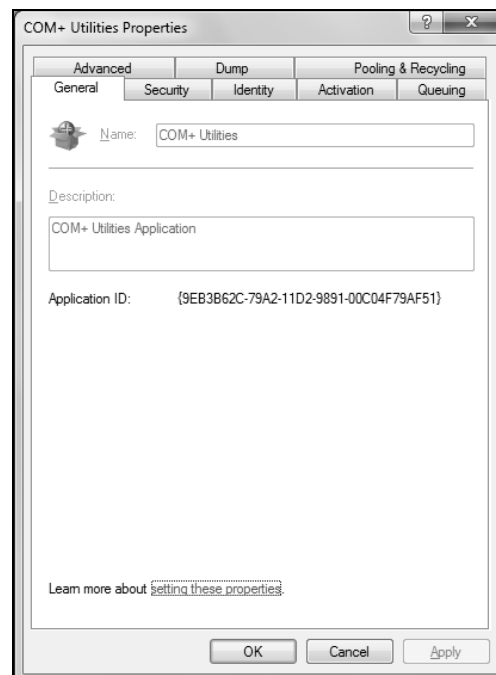 COM+ Utilities Properties
? X
Advanced Dump Pooling & Recycling
General Security Identity Activation Queuing
Name: COM+ Utilities
Description:
COM+ Utilities Application
Application ID: {9EB3B62C-79A2-11D2-9891-00C04F79AF51}
Learn more about setting these properties.
OK Cancel Apply